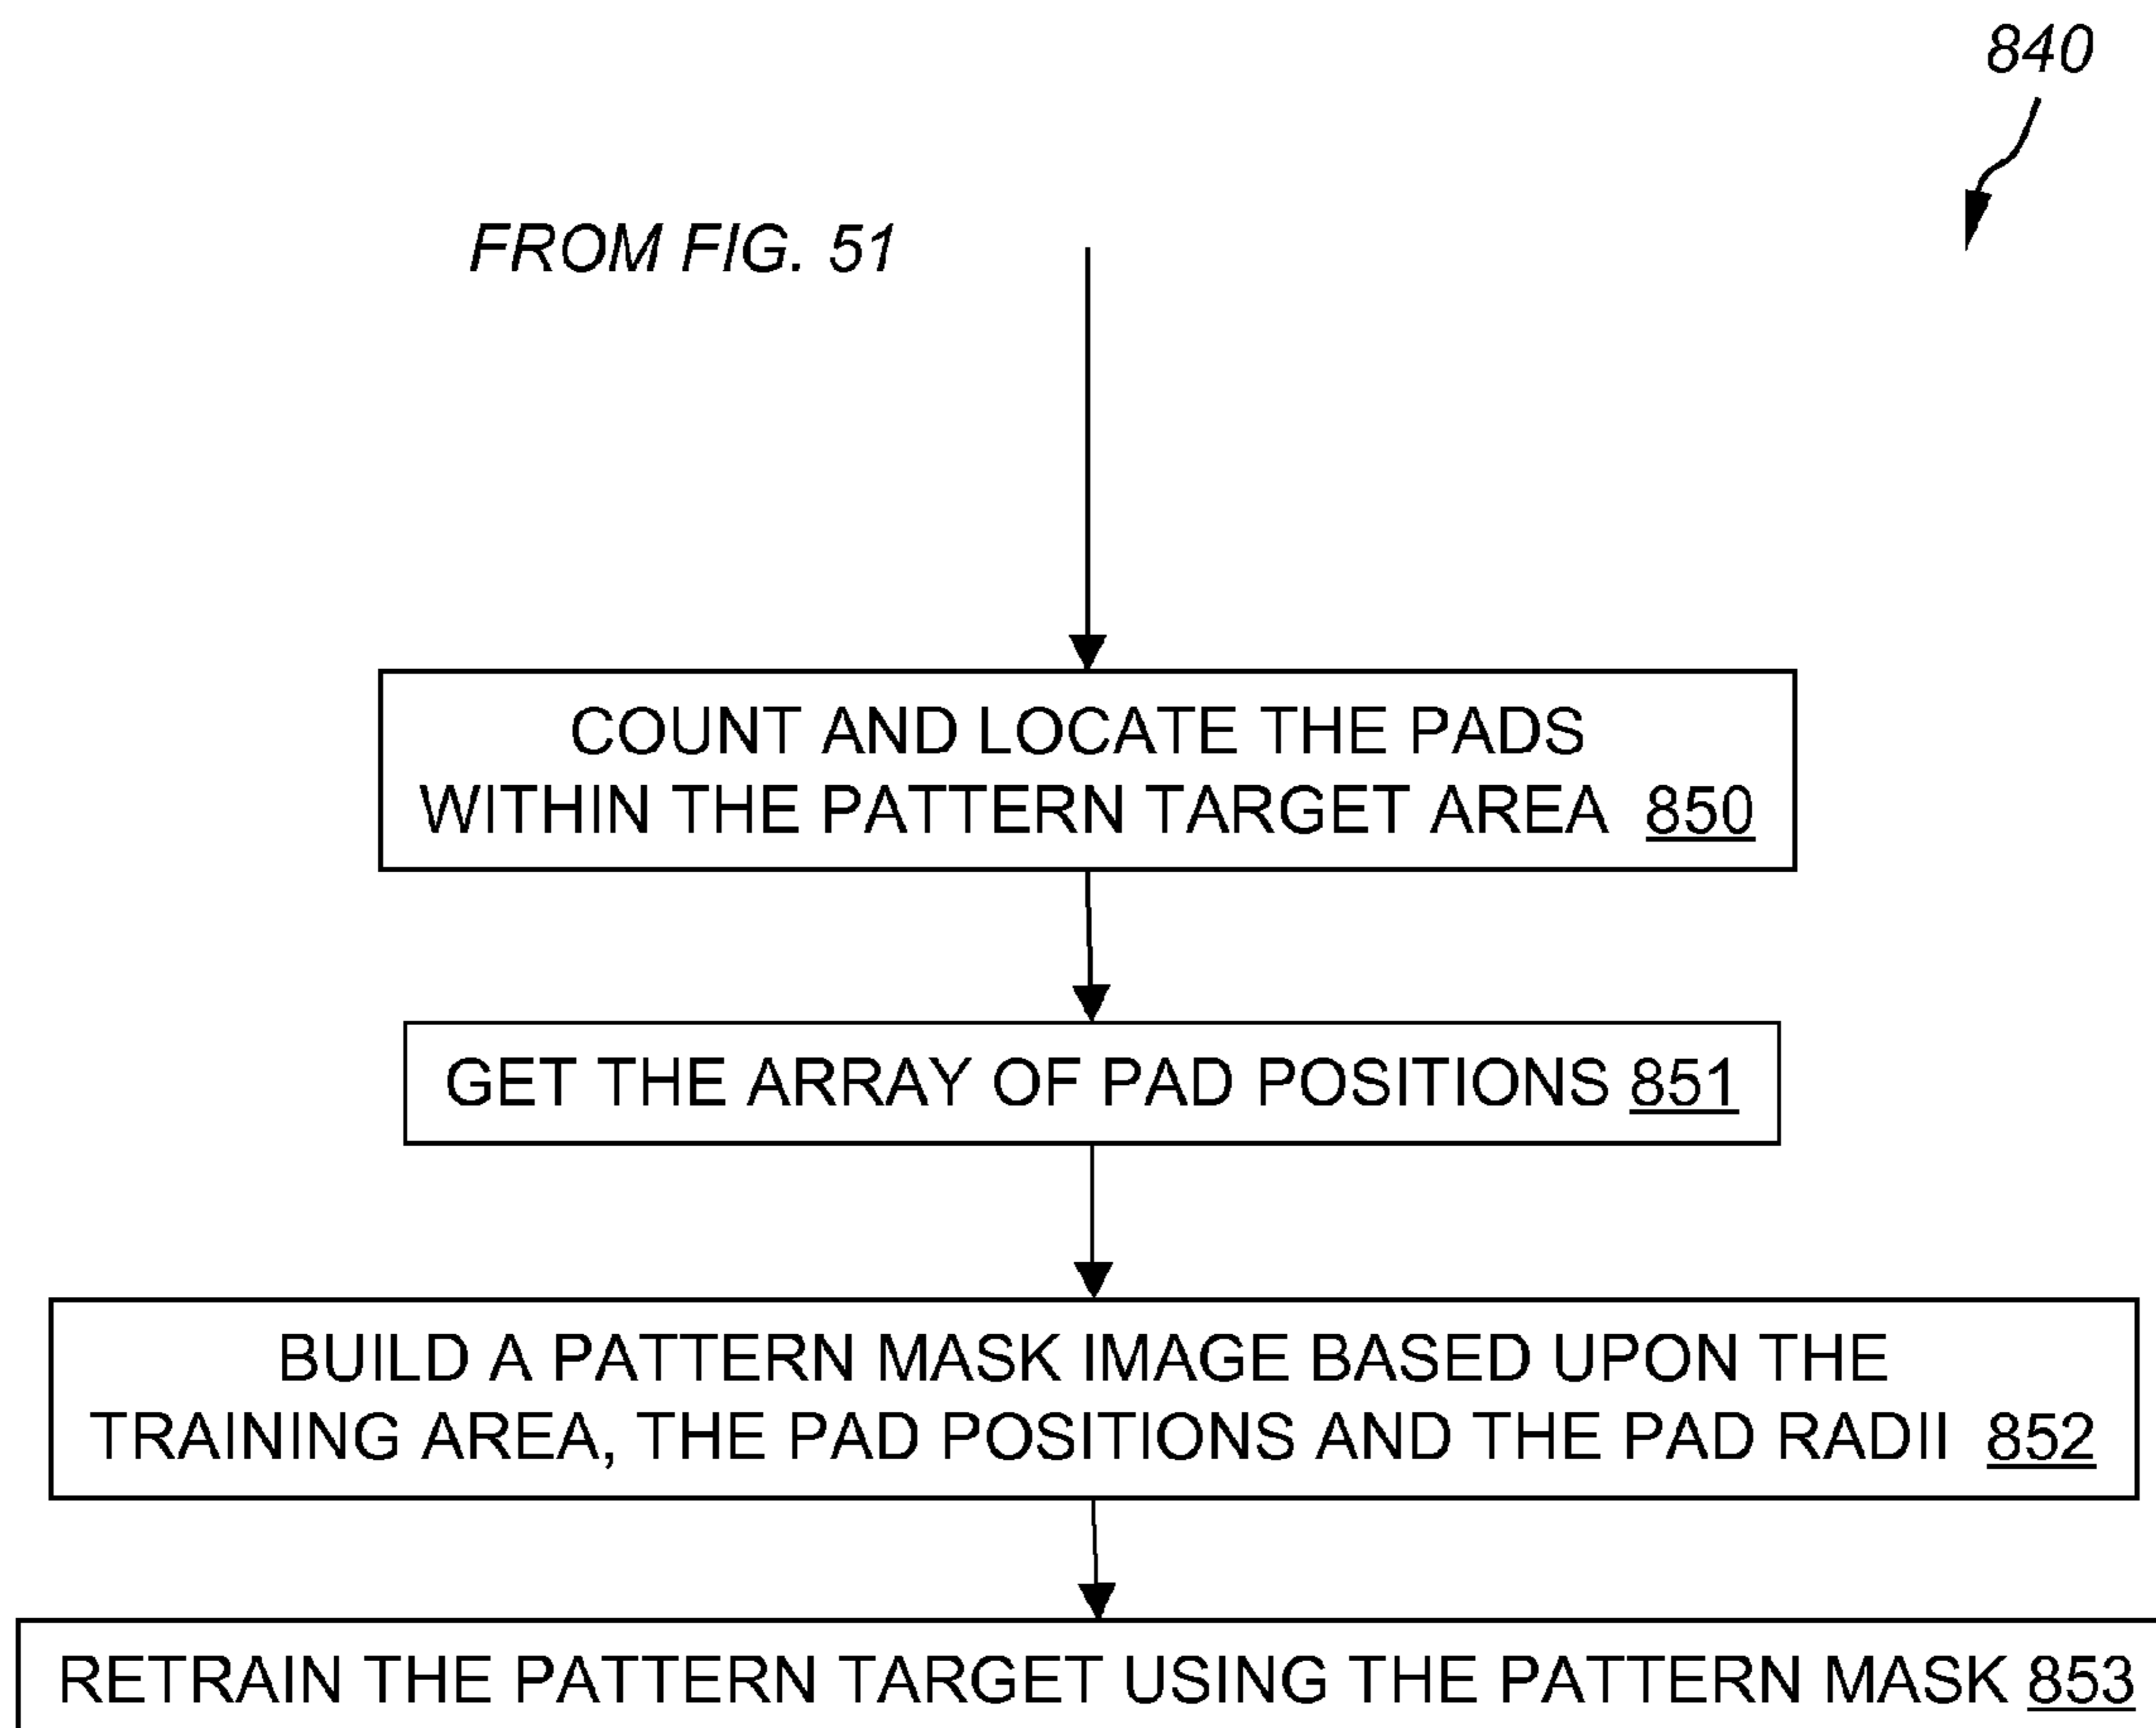 840
FROM FIG. 51
COUNT AND LOCATE THE PADS
WITHIN THE PATTERN TARGET AREA 850
GET THE ARRAY OF PAD POSITIONS 851
BUILD A PATTERN MASK IMAGE BASED UPON THE
TRAINING AREA, THE PAD POSITIONS AND THE PAD RADII 852
RETRAIN THE PATTERN TARGET USING THE PATTERN MASK 853